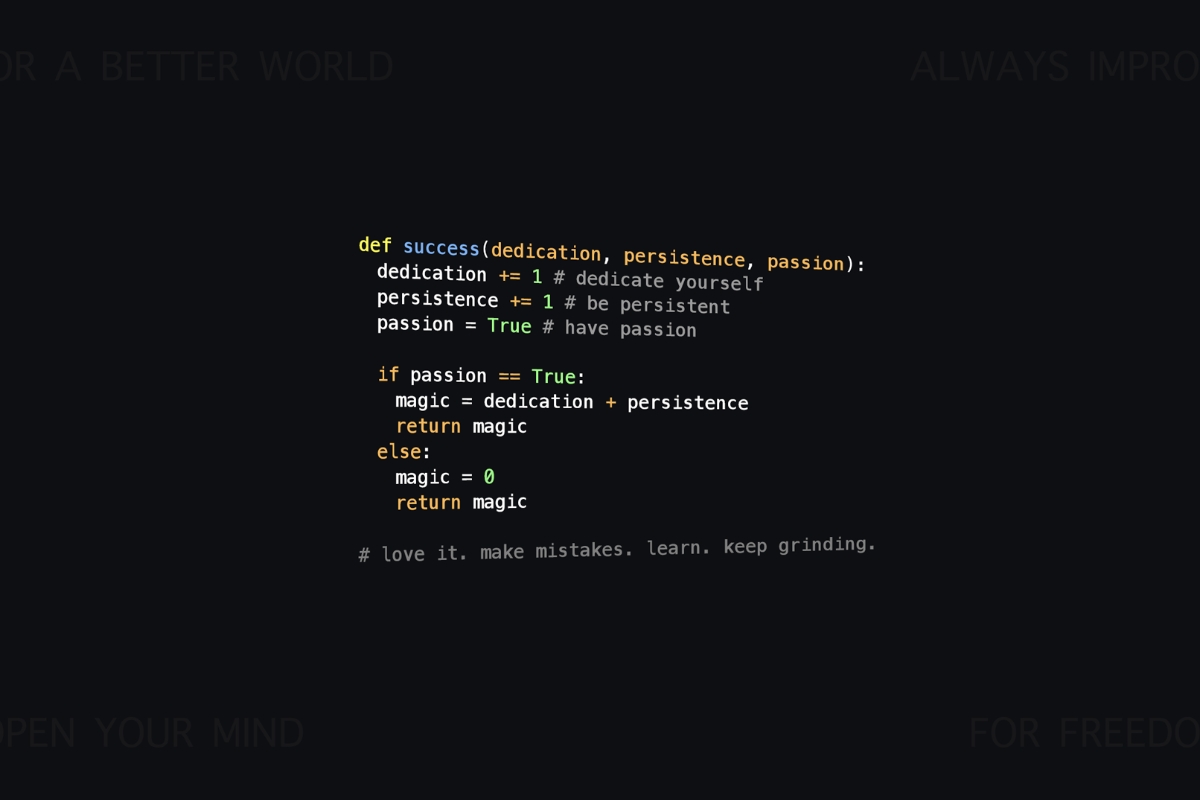 OR A BETTER WORLD
ALWAYS IMPRO
def success(dedication, persistence, passion):
  dedication += 1 # dedicate yourself
  persistence += 1 # be persistent
  passion = True # have passion

  if passion == True:
    magic = dedication + persistence
    return magic
  else:
    magic = 0
    return magic

# love it. make mistakes. learn. keep grinding.
OPEN YOUR MIND
FOR FREEDO